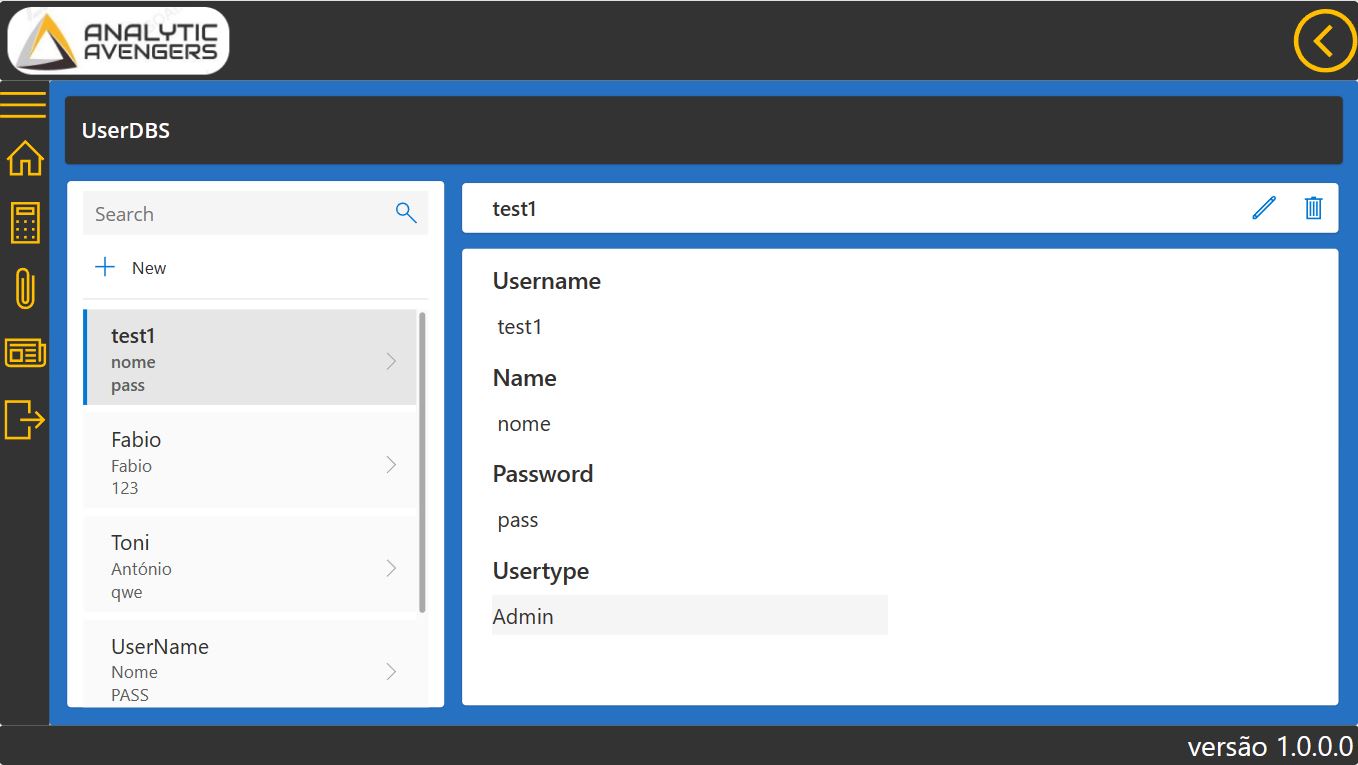 ANALYTIC
AVENGERS
UserDBS
Search
New
test1
nome
pass
Fabio
Fabio
123
Toni
António
qwe
UserName
Nome
PASS
test1
Username
test1
Name
nome
Password
pass
Usertype
Admin
versão 1.0.0.0